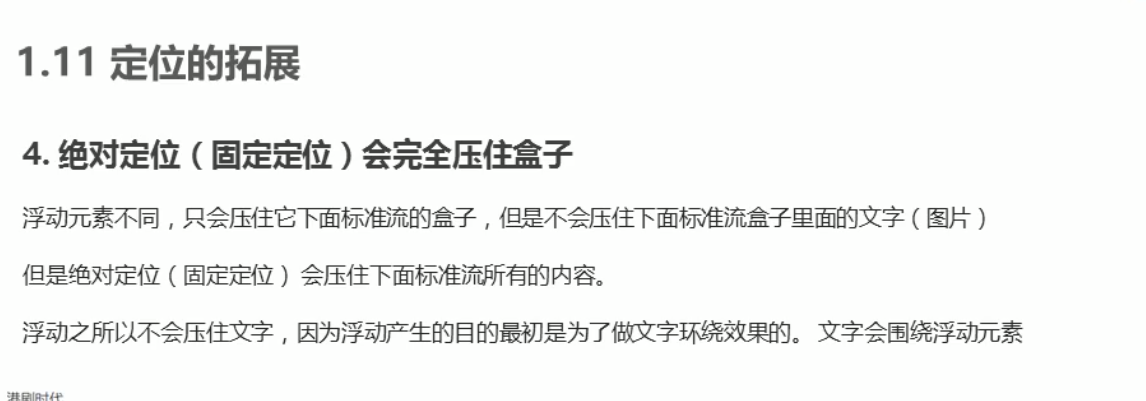 1.11 定位的拓展
4. 绝对定位（固定定位）会完全压住盒子
浮动元素不同，只会压住它下面标准流的盒子，但是不会压住下面标准流盒子里面的文字（图片）
但是绝对定位（固定定位） 会压住下面标准流所有的内容。
浮动之所以不会压住文字，因为浮动产生的目的最初是为了做文字环绕效果的。 文字会围绕浮动元素
港剧时代